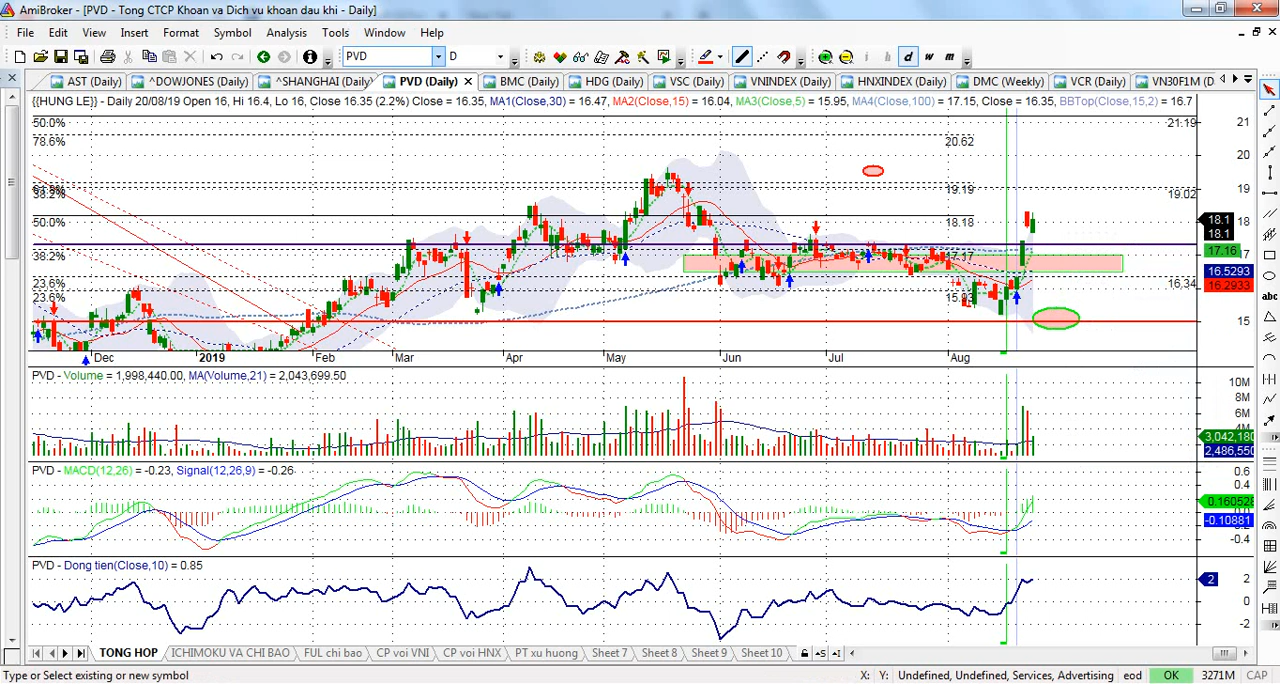 AmiBroker - [PVD - Tong CTCP Khoan va Dich vu khoan dau khi - Daily]
File Edit View Insert Format Symbol Analysis Tools Window Help
PVD D d w m
AST (Daily) ^DOWJONES (Daily) ^SHANGHAI (Daily) PVD (Daily) BMC (Daily) HDG (Daily) VSC (Daily) VNINDEX (Daily) HNXINDEX (Daily) DMC (Weekly) VCR (Daily) VN30F1M (D
{{HUNG LE}} - Daily 20/08/19 Open 16, Hi 16.4, Lo 16, Close 16.35 (2.2%) Close = 16.35, MA1(Close,30) = 16.47, MA2(Close,15) = 16.04, MA3(Close,5) = 15.95, MA4(Close,100) = 17.15, Close = 16.35, BBTop(Close,15,2) = 16.7
50.0% 21.19 21
78.6% 20.62
20
38.2% 19.19 19.02 19
50.0% 18.18 18 18.1
18.1
38.2% 17.17 17.16
23.6% 16.34 16.5293
23.6% 15.93 16.2933
15
Dec 2019 Feb Mar Apr May Jun Jul Aug
PVD - Volume = 1,998,440.00, MA(Volume,21) = 2,043,699.50
10M
8M
6M
4M
3,042,180
2,486,550
PVD - MACD(12,26) = -0.23, Signal(12,26,9) = -0.26
0.6
0.4
0.160528
-0.10881
-0.4
PVD - Dong tien(Close,10) = 0.85
2 2
0
-2
TONG HOP ICHIMOKU VA CHI BAO FUL chi bao CP voi VNI CP voi HNX PT xu huong Sheet 7 Sheet 8 Sheet 9 Sheet 10
Type or Select existing or new symbol X: Y: Undefined, Undefined, Services, Advertising eod OK 3271M CAP
abc